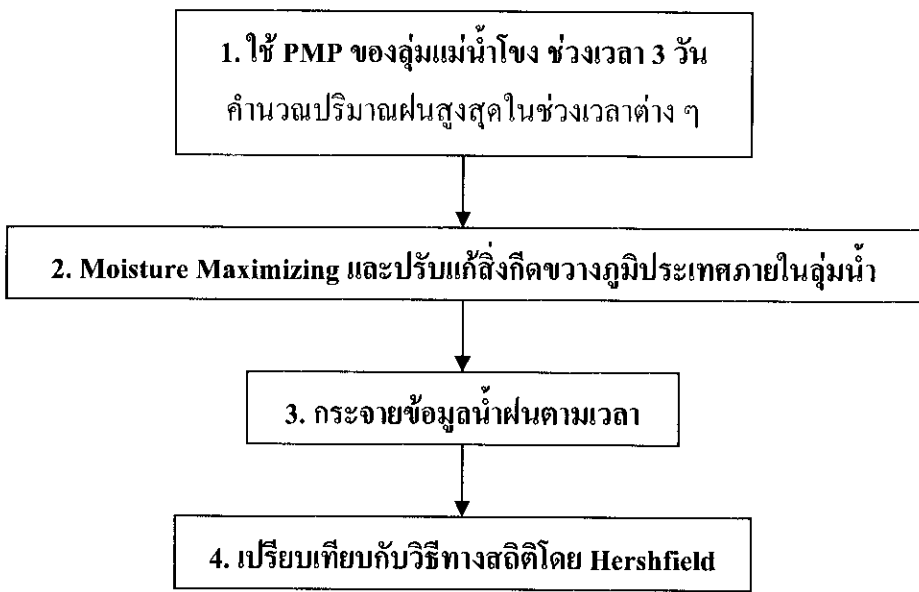 1. ใช้ PMP ของลุ่มแม่น้ำโขง ช่วงเวลา 3 วัน
คำนวณปริมาณฝนสูงสุดในช่วงเวลาต่าง ๆ
2. Moisture Maximizing และปรับแก้สิ่งกีดขวางภูมิประเทศภายในลุ่มน้ำ
3. กระจายข้อมูลน้ำฝนตามเวลา
4. เปรียบเทียบกับวิธีทางสถิติโดย Hershfield